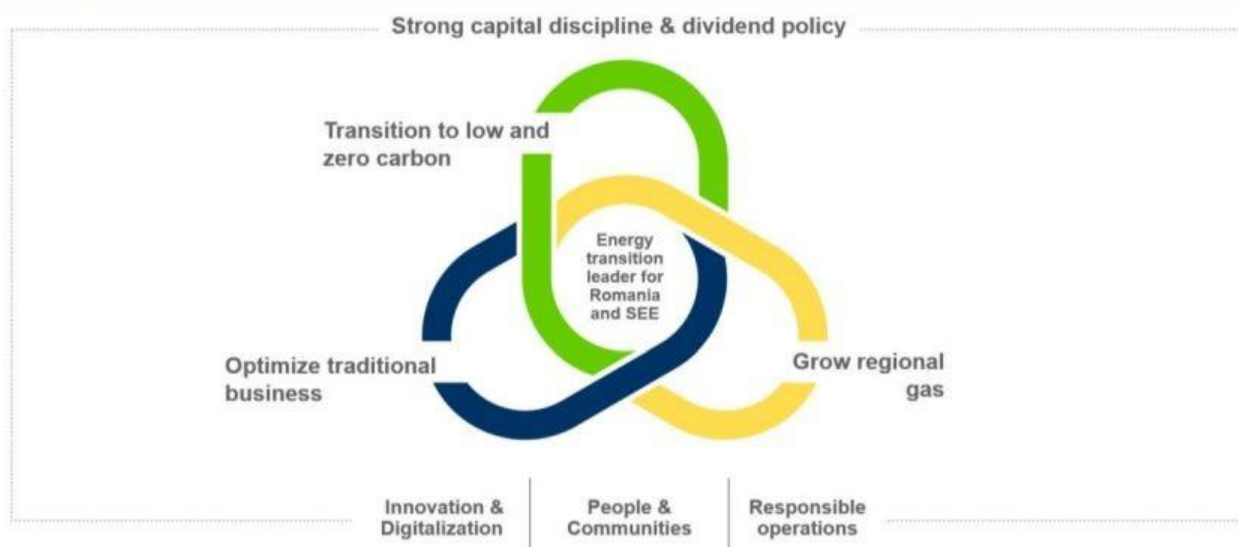 Strong capital discipline & dividend policy
Transition to low and
zero carbon
Energy
transition
leader for
Romania
and SEE
Optimize traditional
business
Grow regional
gas
Innovation &
Digitalization
People &
Communities
Responsible
operations